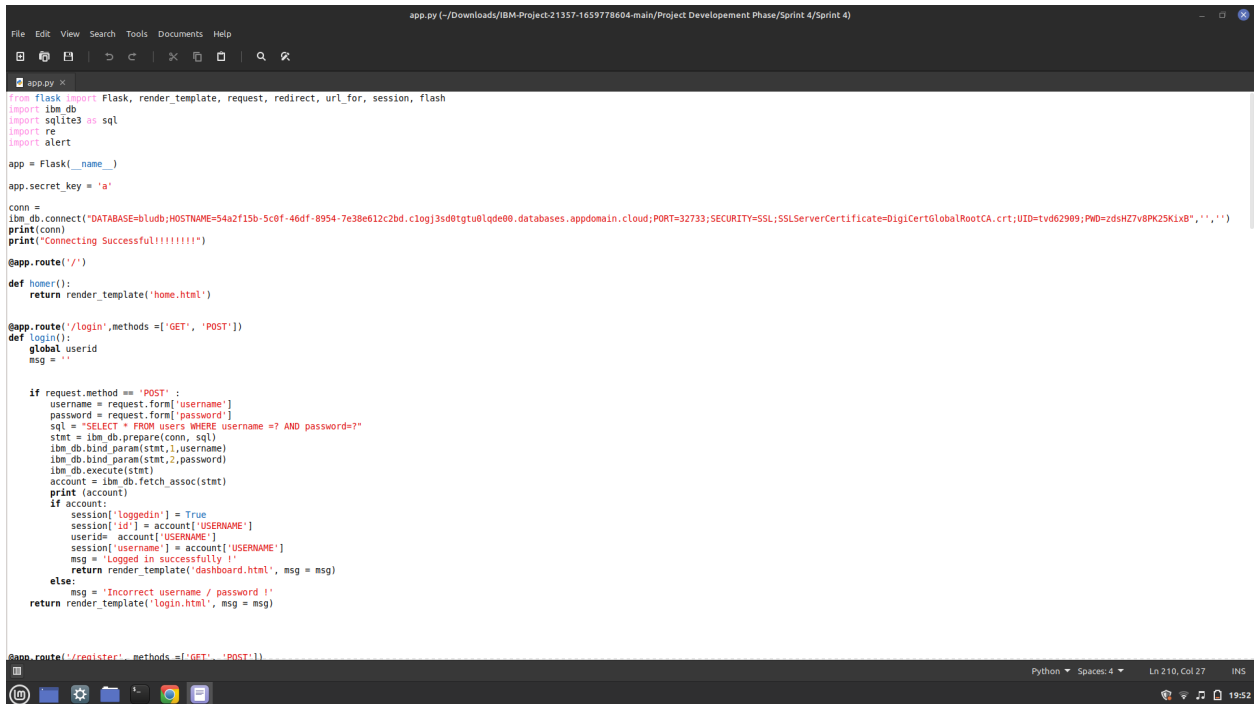 app.py (~/Downloads/IBM-Project-21357-1659778604-main/Project Developement Phase/Sprint 4/Sprint 4)
File Edit View Search Tools Documents Help
app.py
from flask import Flask, render_template, request, redirect, url_for, session, flash
import ibm_db
import sqlite3 as sql
import re
import alert
app = Flask(__name__)
app.secret_key = 'a'
conn =
ibm_db.connect("DATABASE=bludb;HOSTNAME=54a2f15b-5c0f-46df-8954-7e38e612c2bd.c1ogj3sd0tgtu0lqde00.databases.appdomain.cloud;PORT=32733;SECURITY=SSL;SSLServerCertificate=DigiCertGlobalRootCA.crt;UID=tvd62909;PWD=zdsHZ7v8PK25KixB",'','')
print(conn)
print("Connecting Successful!!!!!!!!")
@app.route('/')
def homer():
    return render_template('home.html')
@app.route('/login',methods =['GET', 'POST'])
def login():
    global userid
    msg = ''
    if request.method == 'POST' :
        username = request.form['username']
        password = request.form['password']
        sql = "SELECT * FROM users WHERE username =? AND password=?"
        stmt = ibm_db.prepare(conn, sql)
        ibm_db.bind_param(stmt,1,username)
        ibm_db.bind_param(stmt,2,password)
        ibm_db.execute(stmt)
        account = ibm_db.fetch_assoc(stmt)
        print (account)
        if account:
            session['loggedin'] = True
            session['id'] = account['USERNAME']
            userid=  account['USERNAME']
            session['username'] = account['USERNAME']
            msg = 'Logged in successfully !'
            return render_template('dashboard.html', msg = msg)
        else:
            msg = 'Incorrect username / password !'
    return render_template('login.html', msg = msg)
@app.route('/register', methods =['GET', 'POST'])
Python Spaces: 4 Ln 210, Col 27 INS
19:52